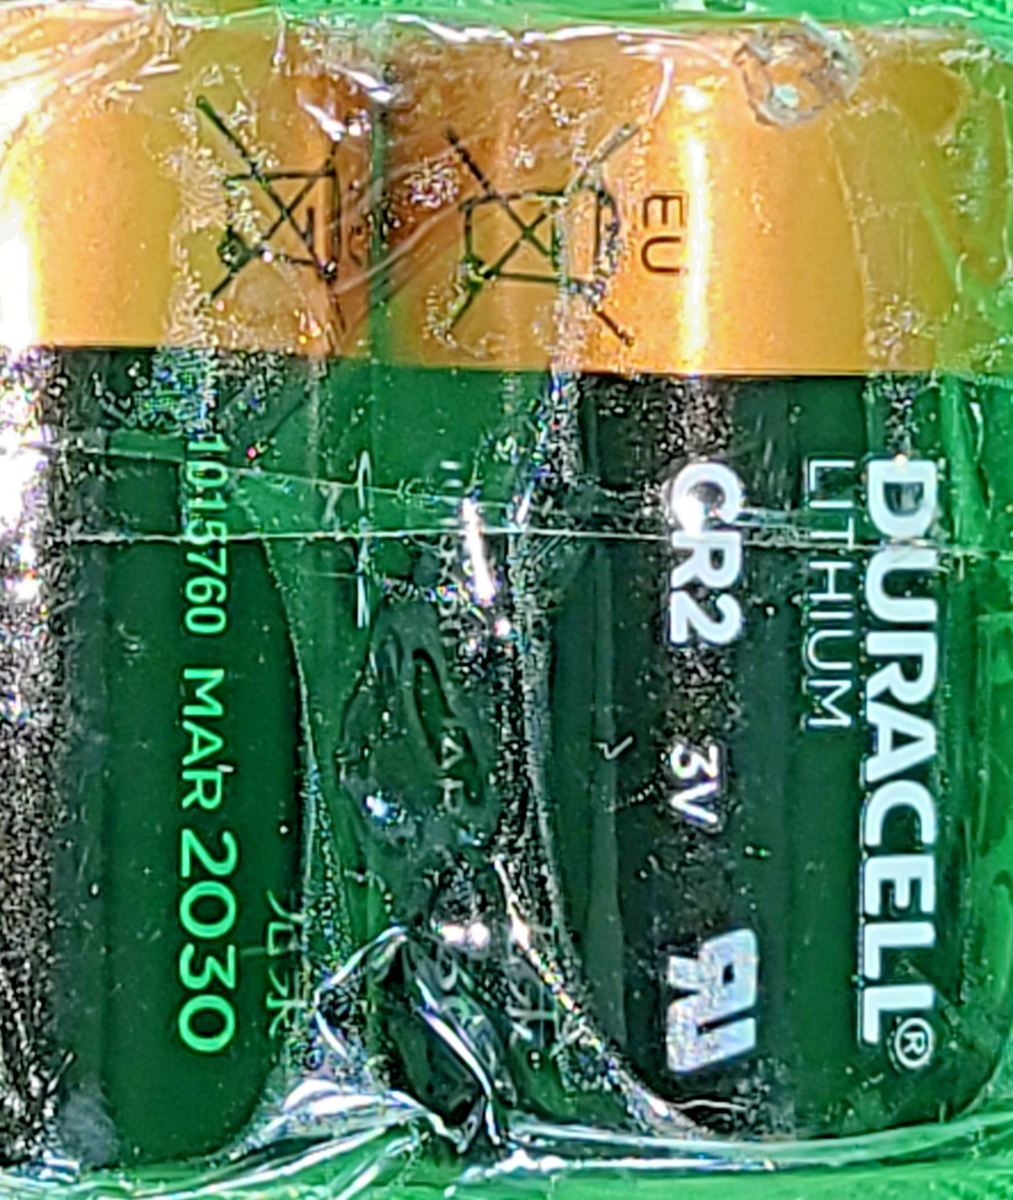 DURACELL®
LITHIUM
CR2 3V
EU
1015760 MAR 2030